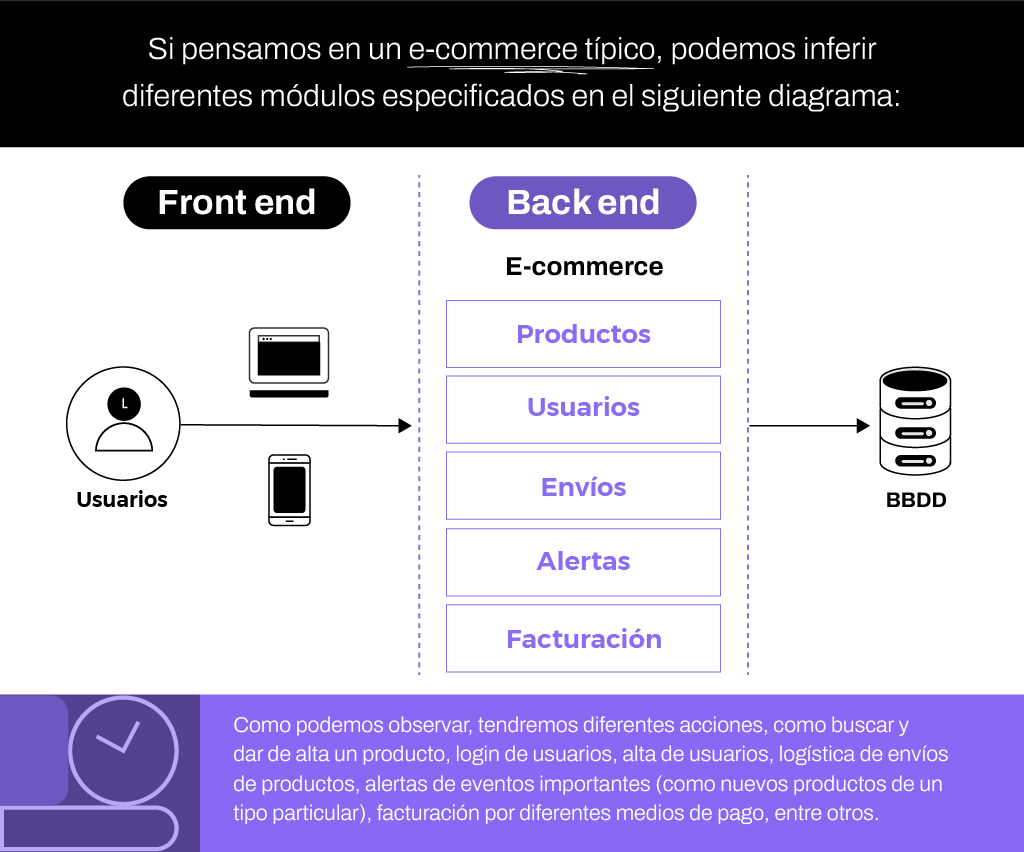 Si pensamos en un e-commerce típico, podemos inferir
diferentes módulos especificados en el siguiente diagrama:
Front end
Back end
E-commerce
Productos
Usuarios
Envíos
Alertas
Facturación
L
Usuarios
BBDD
Como podemos observar, tendremos diferentes acciones, como buscar y
dar de alta un producto, login de usuarios, alta de usuarios, logística de envíos
de productos, alertas de eventos importantes (como nuevos productos de un
tipo particular), facturación por diferentes medios de pago, entre otros.